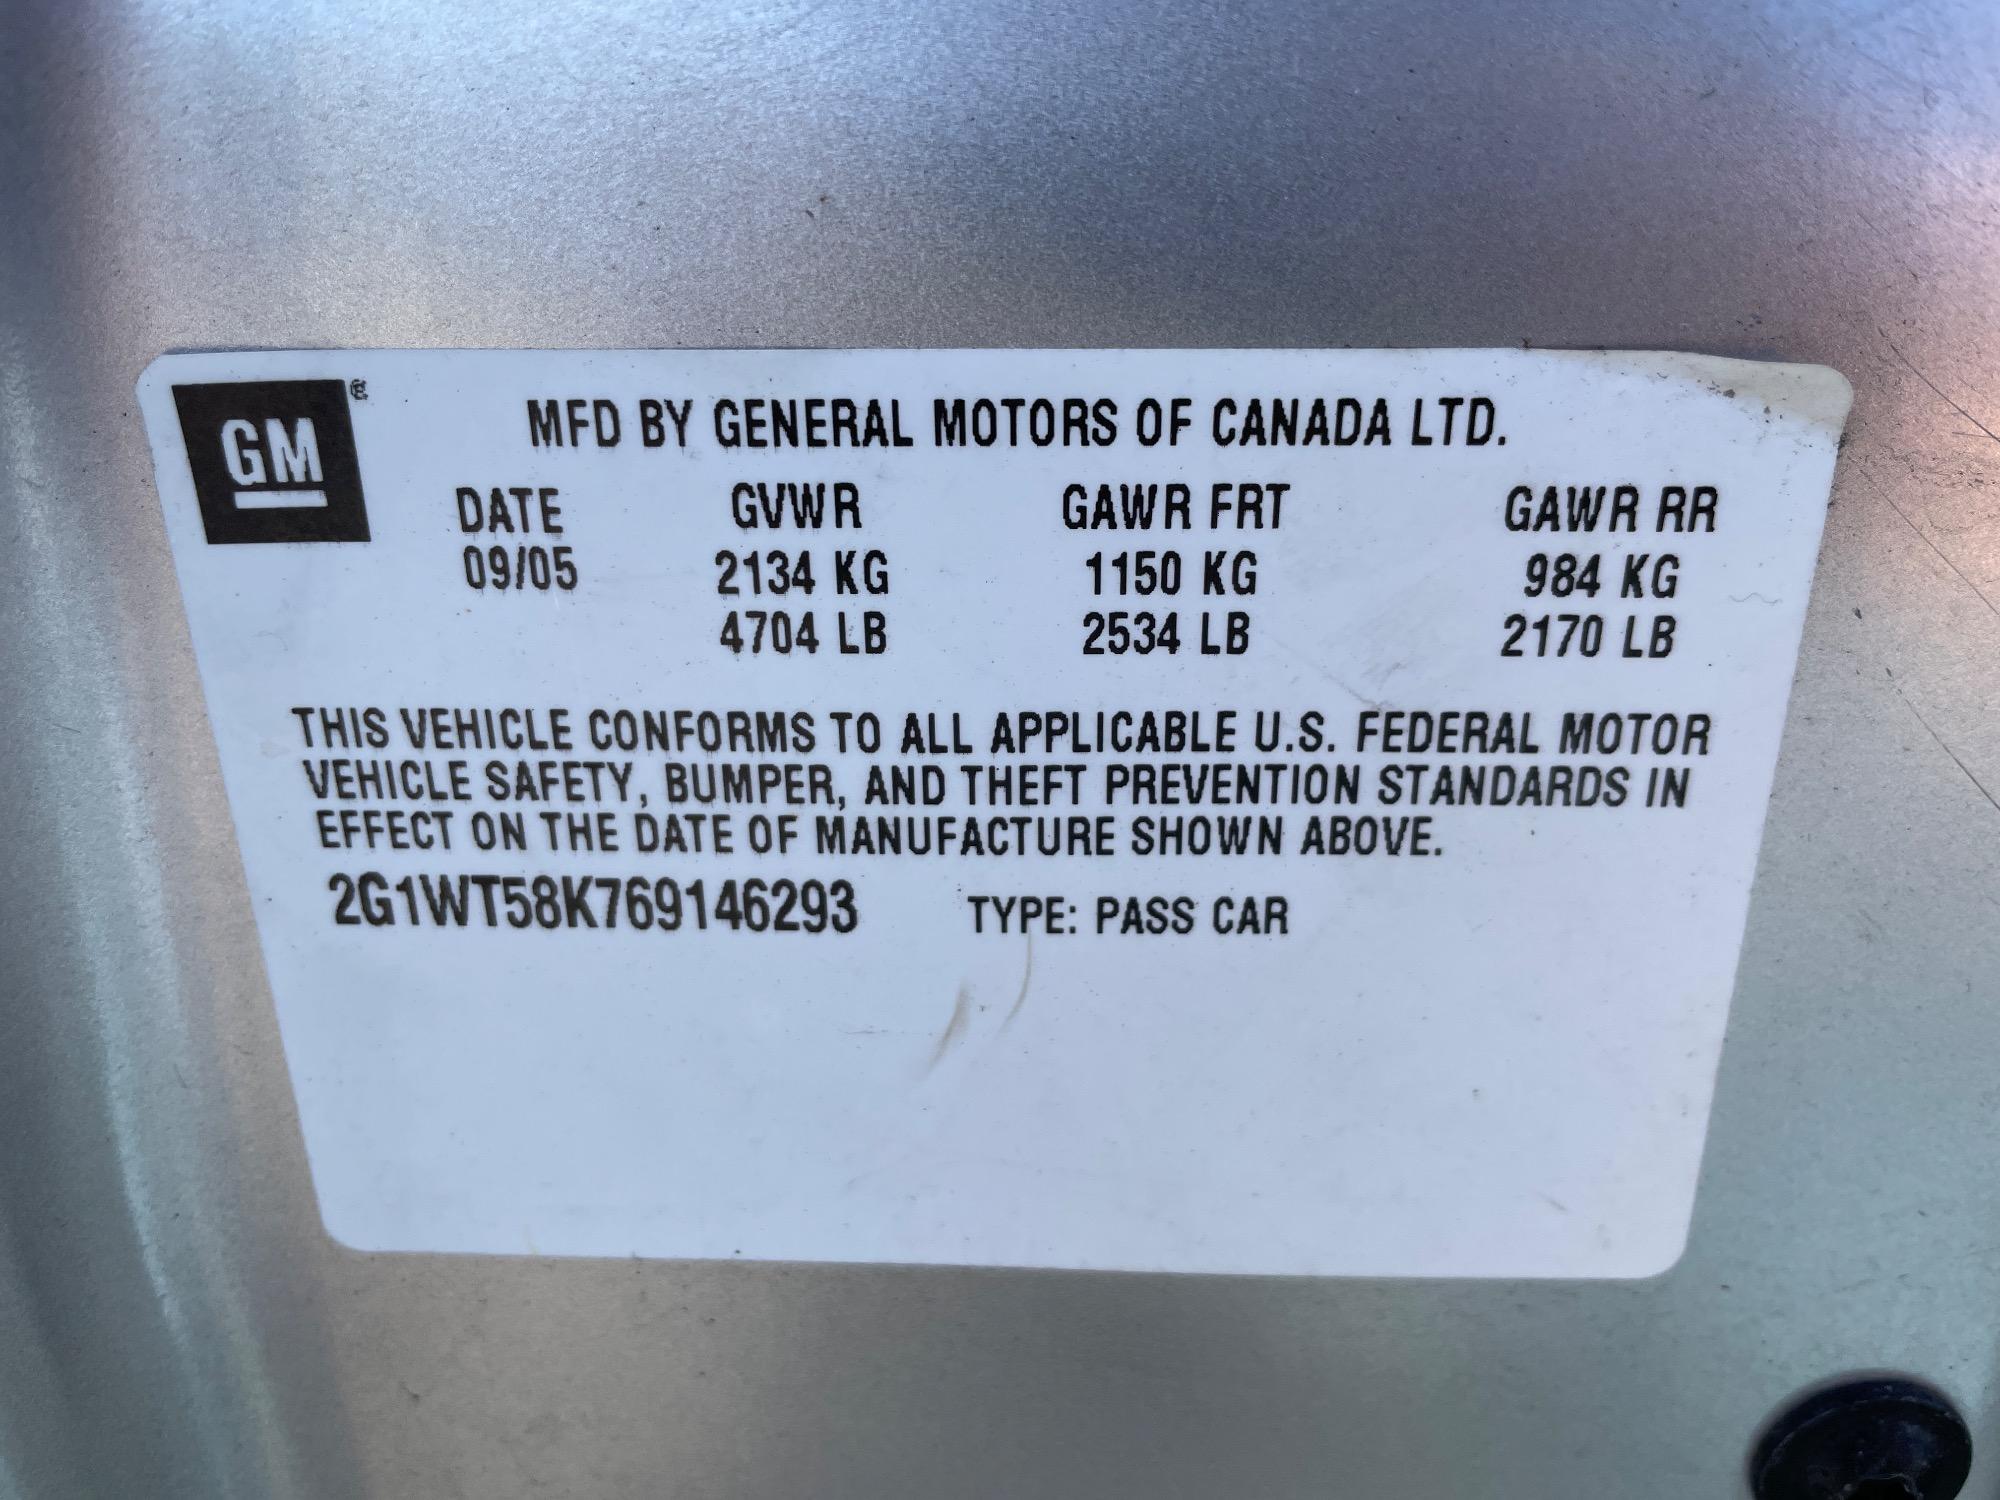 GM®
MFD BY GENERAL MOTORS OF CANADA LTD.
DATE GVWR GAWR FRT GAWR RR
09/05 2134 KG 1150 KG 984 KG
4704 LB 2534 LB 2170 LB
THIS VEHICLE CONFORMS TO ALL APPLICABLE U.S. FEDERAL MOTOR
VEHICLE SAFETY, BUMPER, AND THEFT PREVENTION STANDARDS IN
EFFECT ON THE DATE OF MANUFACTURE SHOWN ABOVE.
2G1WT58K769146293 TYPE: PASS CAR